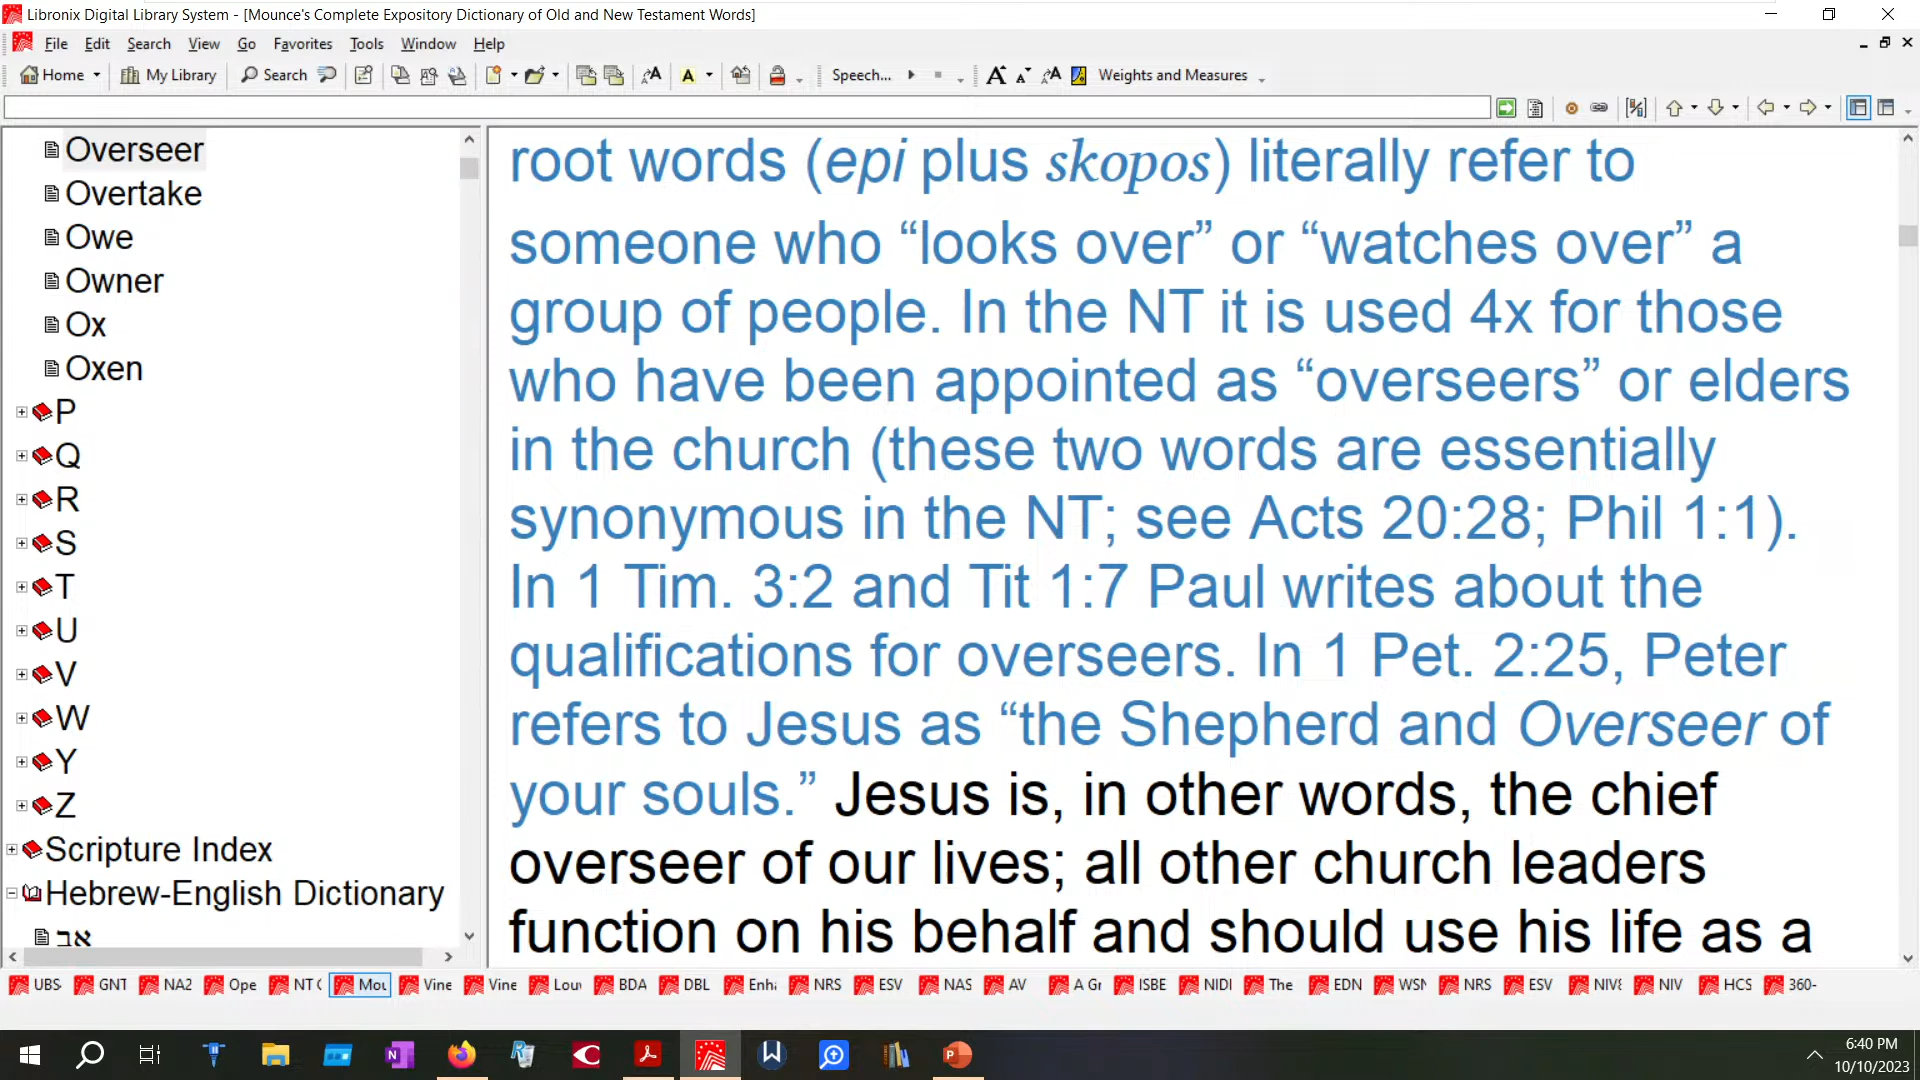 Libronix Digital Library System - [Mounce's Complete Expository Dictionary of Old and New Testament Words]
File Edit Search View Go Favorites Tools Window Help
Home My Library Search Speech... Weights and Measures
Overseer
Overtake
Owe
Owner
Ox
Oxen
P
Q
R
S
T
U
V
W
Y
Z
Scripture Index
Hebrew-English Dictionary
אב
root words (epi plus skopos) literally refer to
someone who “looks over” or “watches over” a
group of people. In the NT it is used 4x for those
who have been appointed as “overseers” or elders
in the church (these two words are essentially
synonymous in the NT; see Acts 20:28; Phil 1:1).
In 1 Tim. 3:2 and Tit 1:7 Paul writes about the
qualifications for overseers. In 1 Pet. 2:25, Peter
refers to Jesus as “the Shepherd and Overseer of
your souls.” Jesus is, in other words, the chief
overseer of our lives; all other church leaders
function on his behalf and should use his life as a
UBS GNT NA2 Ope NT Mou Vine Vine Lou BDA DBL Enha NRS ESV NAS AV A Gr ISBE NIDI The EDN WSN NRS ESV NIV NIV HCS 360-
6:40 PM
10/10/2023